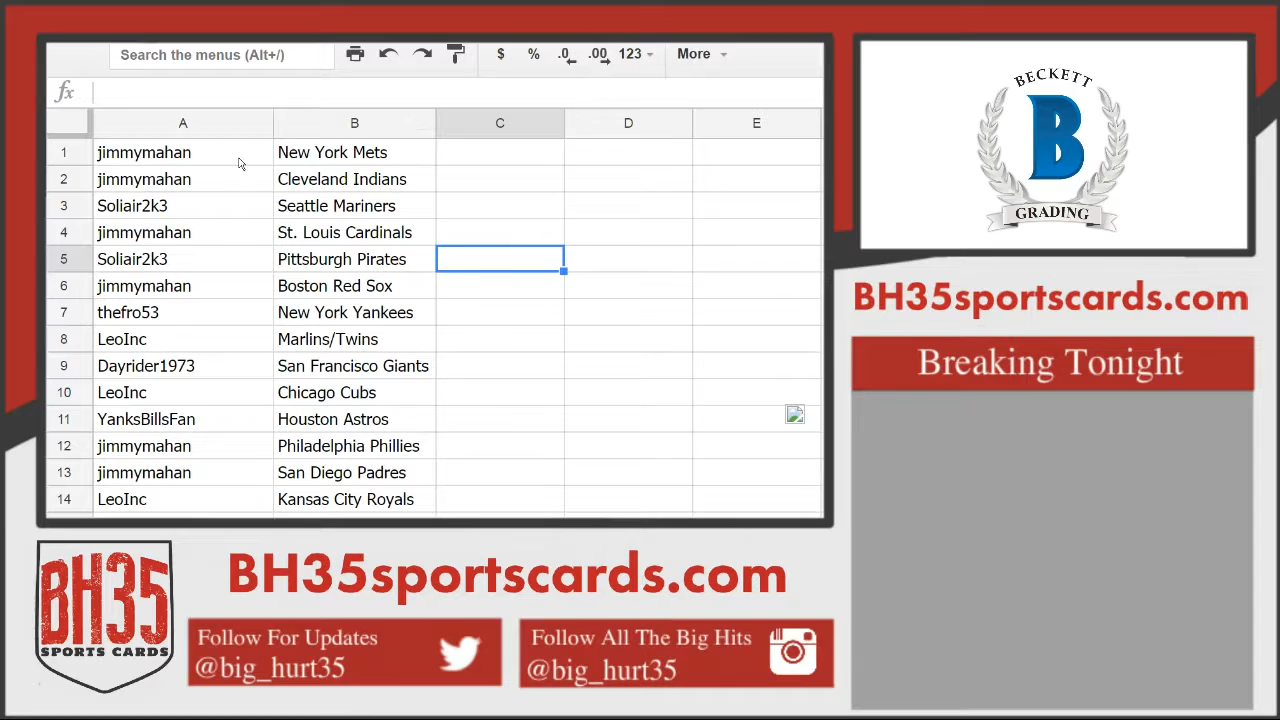 Search the menus (Alt+/)
$ % .0 .00 123 More
fx
A B C D E
1 jimmymahan New York Mets
2 jimmymahan Cleveland Indians
3 Soliair2k3 Seattle Mariners
4 jimmymahan St. Louis Cardinals
5 Soliair2k3 Pittsburgh Pirates
6 jimmymahan Boston Red Sox
7 thefro53 New York Yankees
8 LeoInc Marlins/Twins
9 Dayrider1973 San Francisco Giants
10 LeoInc Chicago Cubs
11 YanksBillsFan Houston Astros
12 jimmymahan Philadelphia Phillies
13 jimmymahan San Diego Padres
14 LeoInc Kansas City Royals
BECKETT
B
GRADING
BH35sportscards.com
Breaking Tonight
BH35
SPORTS CARDS
BH35sportscards.com
Follow For Updates
@big_hurt35
Follow All The Big Hits
@big_hurt35